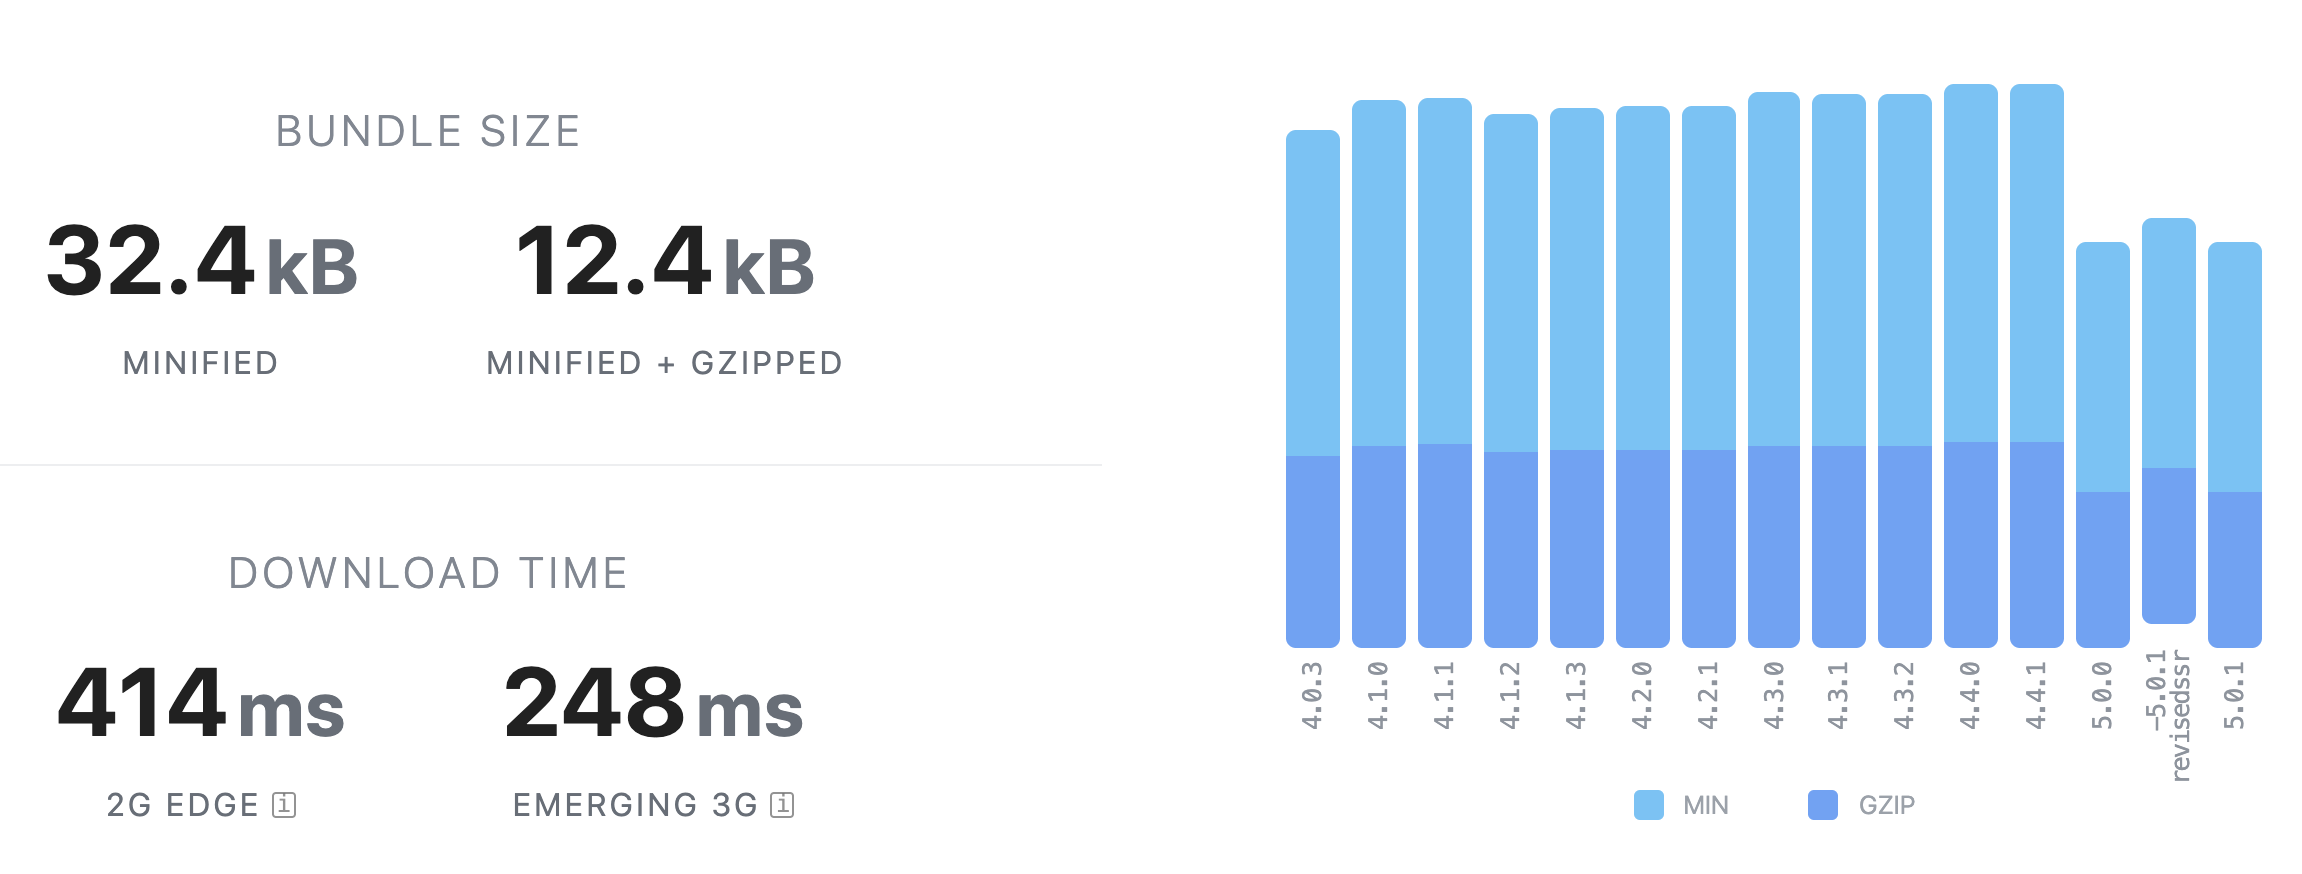 BUNDLE SIZE
32.4 kB
MINIFIED
12.4 kB
MINIFIED + GZIPPED
DOWNLOAD TIME
414 ms
2G EDGE i
248 ms
EMERGING 3G i
4.0.3
4.1.0
4.1.1
4.1.2
4.1.3
4.2.0
4.2.1
4.3.0
4.3.1
4.3.2
4.4.0
4.4.1
5.0.0
–5.0.1
revisedssr
5.0.1
MIN
GZIP